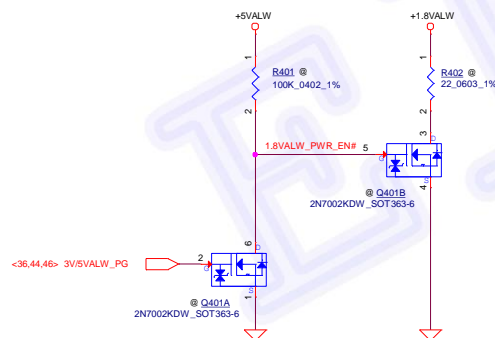 +5VALW
+1.8VALW
1
R401 @
100K_0402_1%
2
1
R402 @
22_0603_1%
2
1.8VALW_PWR_EN#
5
3
D
G
S
4
@ Q401B
2N7002KDW_SOT363-6
<36,44,46> 3V/5VALW_PG
2
6
D
G
S
1
@ Q401A
2N7002KDW_SOT363-6